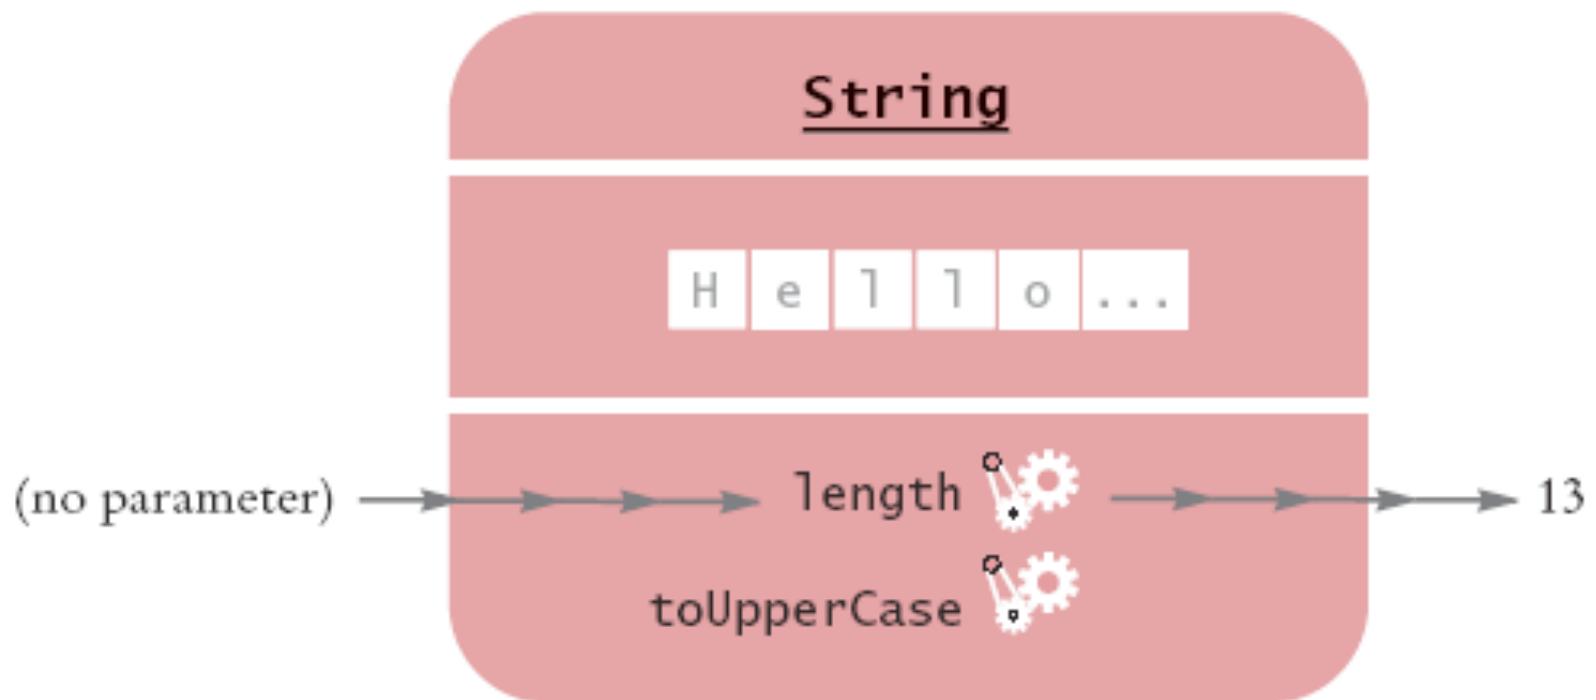 String
H e l l o ...
(no parameter) length 13
toUpperCase